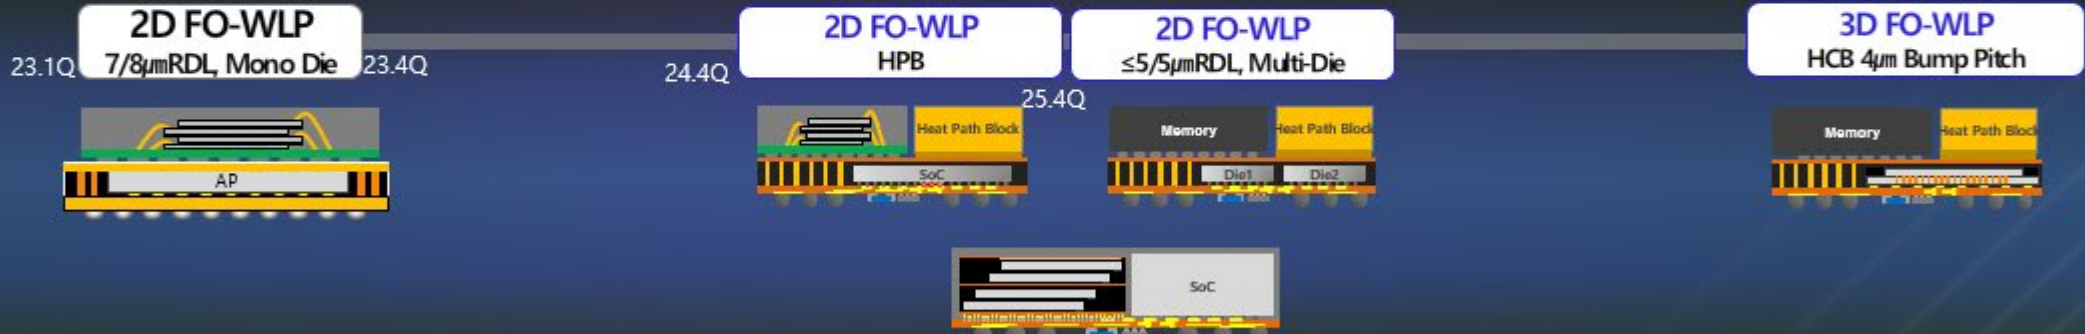 2D FO-WLP
7/8㎛RDL, Mono Die
23.1Q
23.4Q
2D FO-WLP
HPB
24.4Q
2D FO-WLP
≤5/5㎛RDL, Multi-Die
25.4Q
3D FO-WLP
HCB 4㎛ Bump Pitch
AP
Heat Path Block
SoC
Memory
Heat Path Block
Die1
Die2
Memory
Heat Path Block
SoC